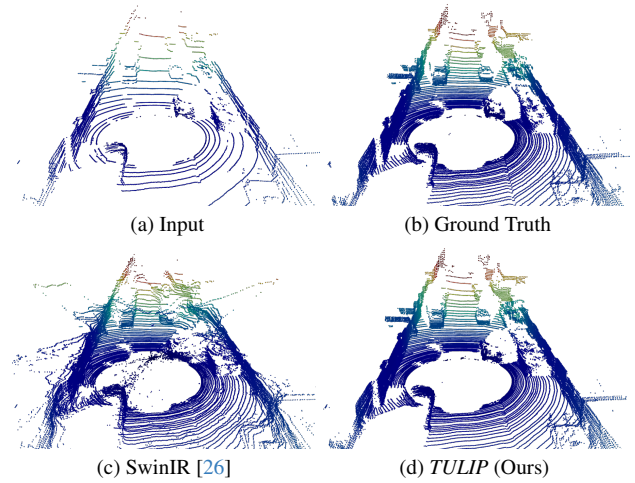 (a) Input
(b) Ground Truth
(c) SwinIR [26]
(d) TULIP (Ours)